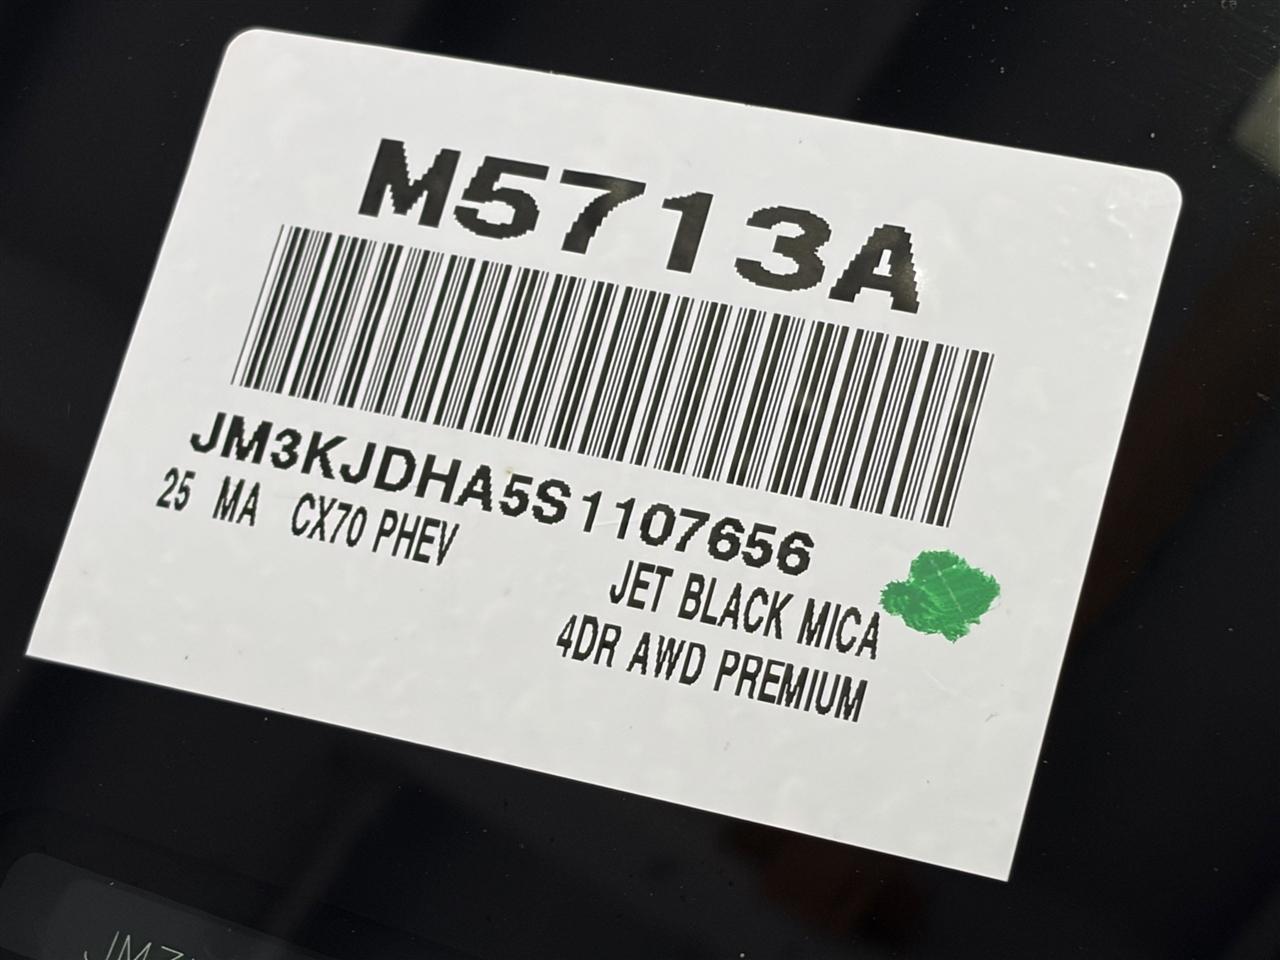 M5713A
JM3KJDHA5S1107656
25 MA CX70 PHEV
JET BLACK MICA
4DR AWD PREMIUM